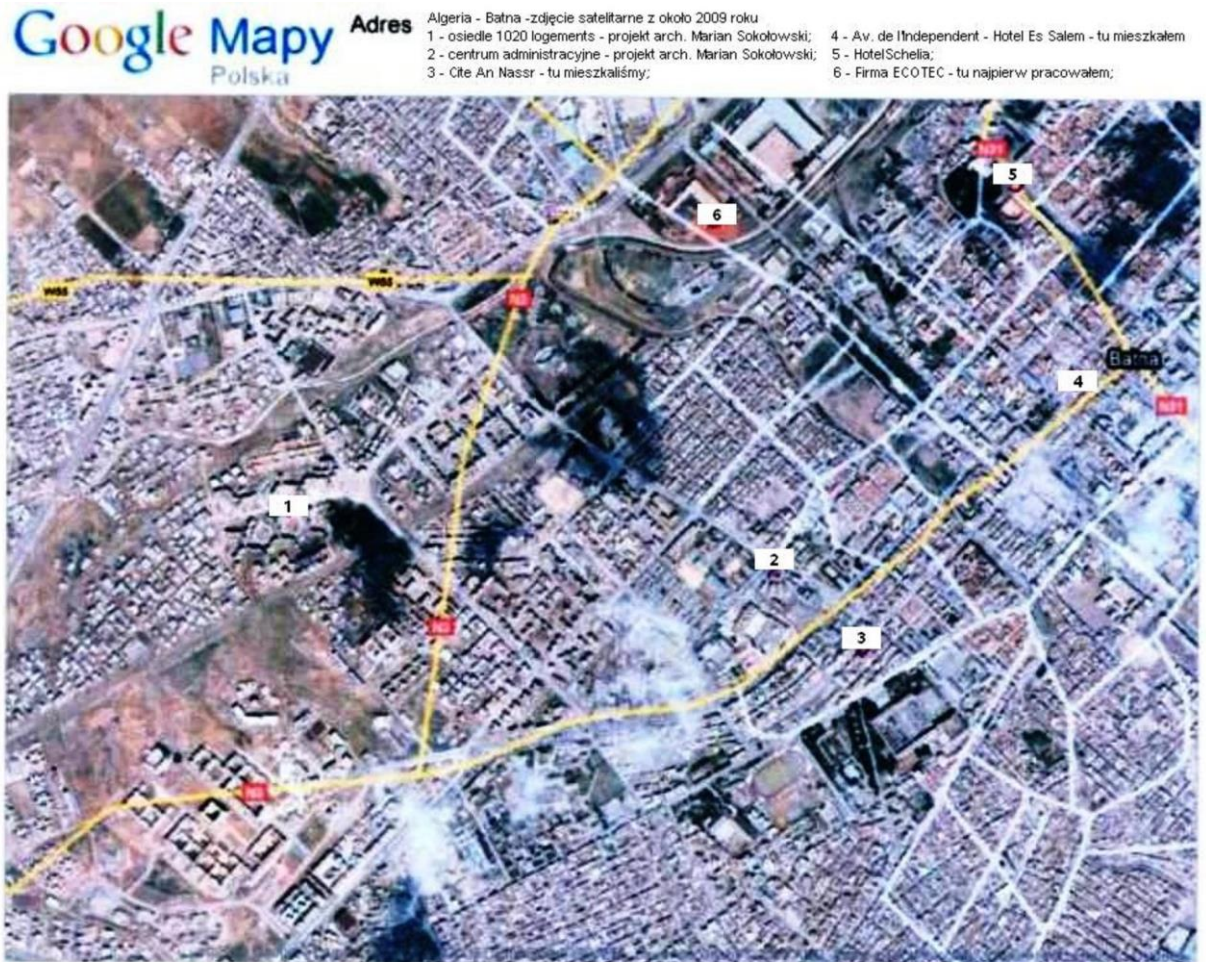 Google Mapy
Polska
Adres
Algeria - Batna -zdjęcie satelitarne z około 2009 roku
1 - osiedle 1020 logements - projekt arch. Marian Sokołowski;
2 - centrum administracyjne - projekt arch. Marian Sokołowski;
3 - Cite An Nassr - tu mieszkaliśmy;
4 - Av. de l'Independent - Hotel Es Salem - tu mieszkałem
5 - HotelSchelia;
6 - Firma ECOTEC - tu najpierw pracowałem;
N31
5
6
W55
W55
N3
Batna
4
N31
1
2
N3
3
N3